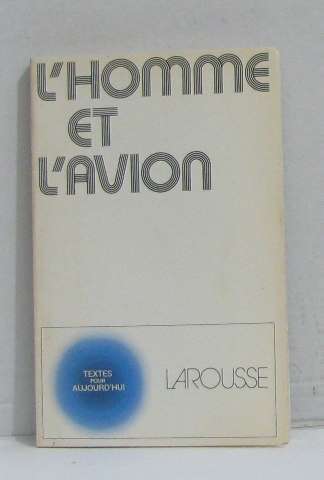 L'HOMME
ET
L'AVION
TEXTES
POUR
AUJOURD'HUI
LAROUSSE